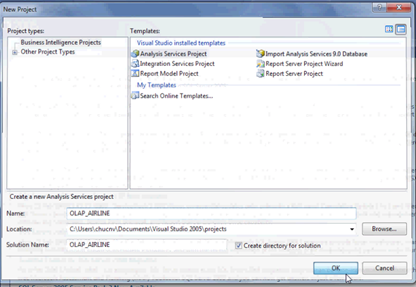 New Project
Project types:
Templates:
Business Intelligence Projects
Other Project Types
Visual Studio installed templates
Analysis Services Project
Import Analysis Services 9.0 Database
Integration Services Project
Report Server Project Wizard
Report Model Project
Report Server Project
My Templates
Search Online Templates...
Create a new Analysis Services project
Name:
OLAP_AIRLINE
Location:
C:\Users\chucnv\Documents\Visual Studio 2005\projects
Browse...
Solution Name:
OLAP_AIRLINE
Create directory for solution
OK
Cancel